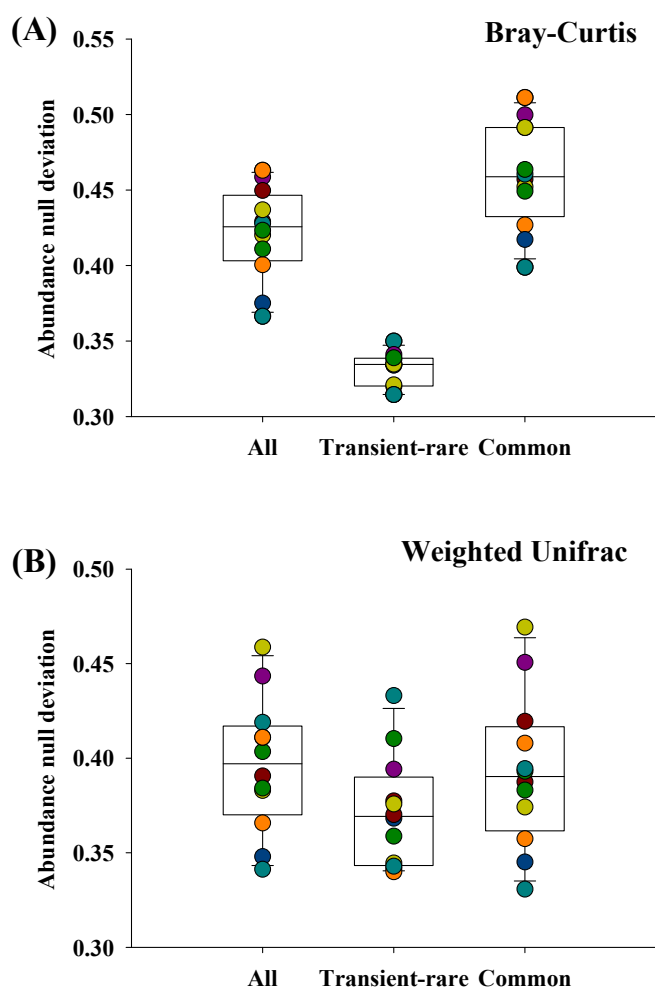 (A)
Bray-Curtis
Abundance null deviation
0.55
0.50
0.45
0.40
0.35
0.30
All Transient-rare Common
(B)
Weighted Unifrac
Abundance null deviation
0.50
0.45
0.40
0.35
0.30
All Transient-rare Common